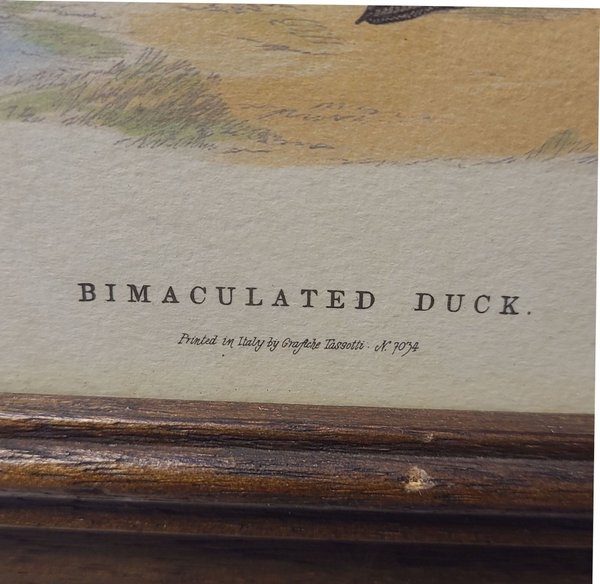 BIMACULATED DUCK.
Printed in Italy by Grafiche Tassotti. N. 7034